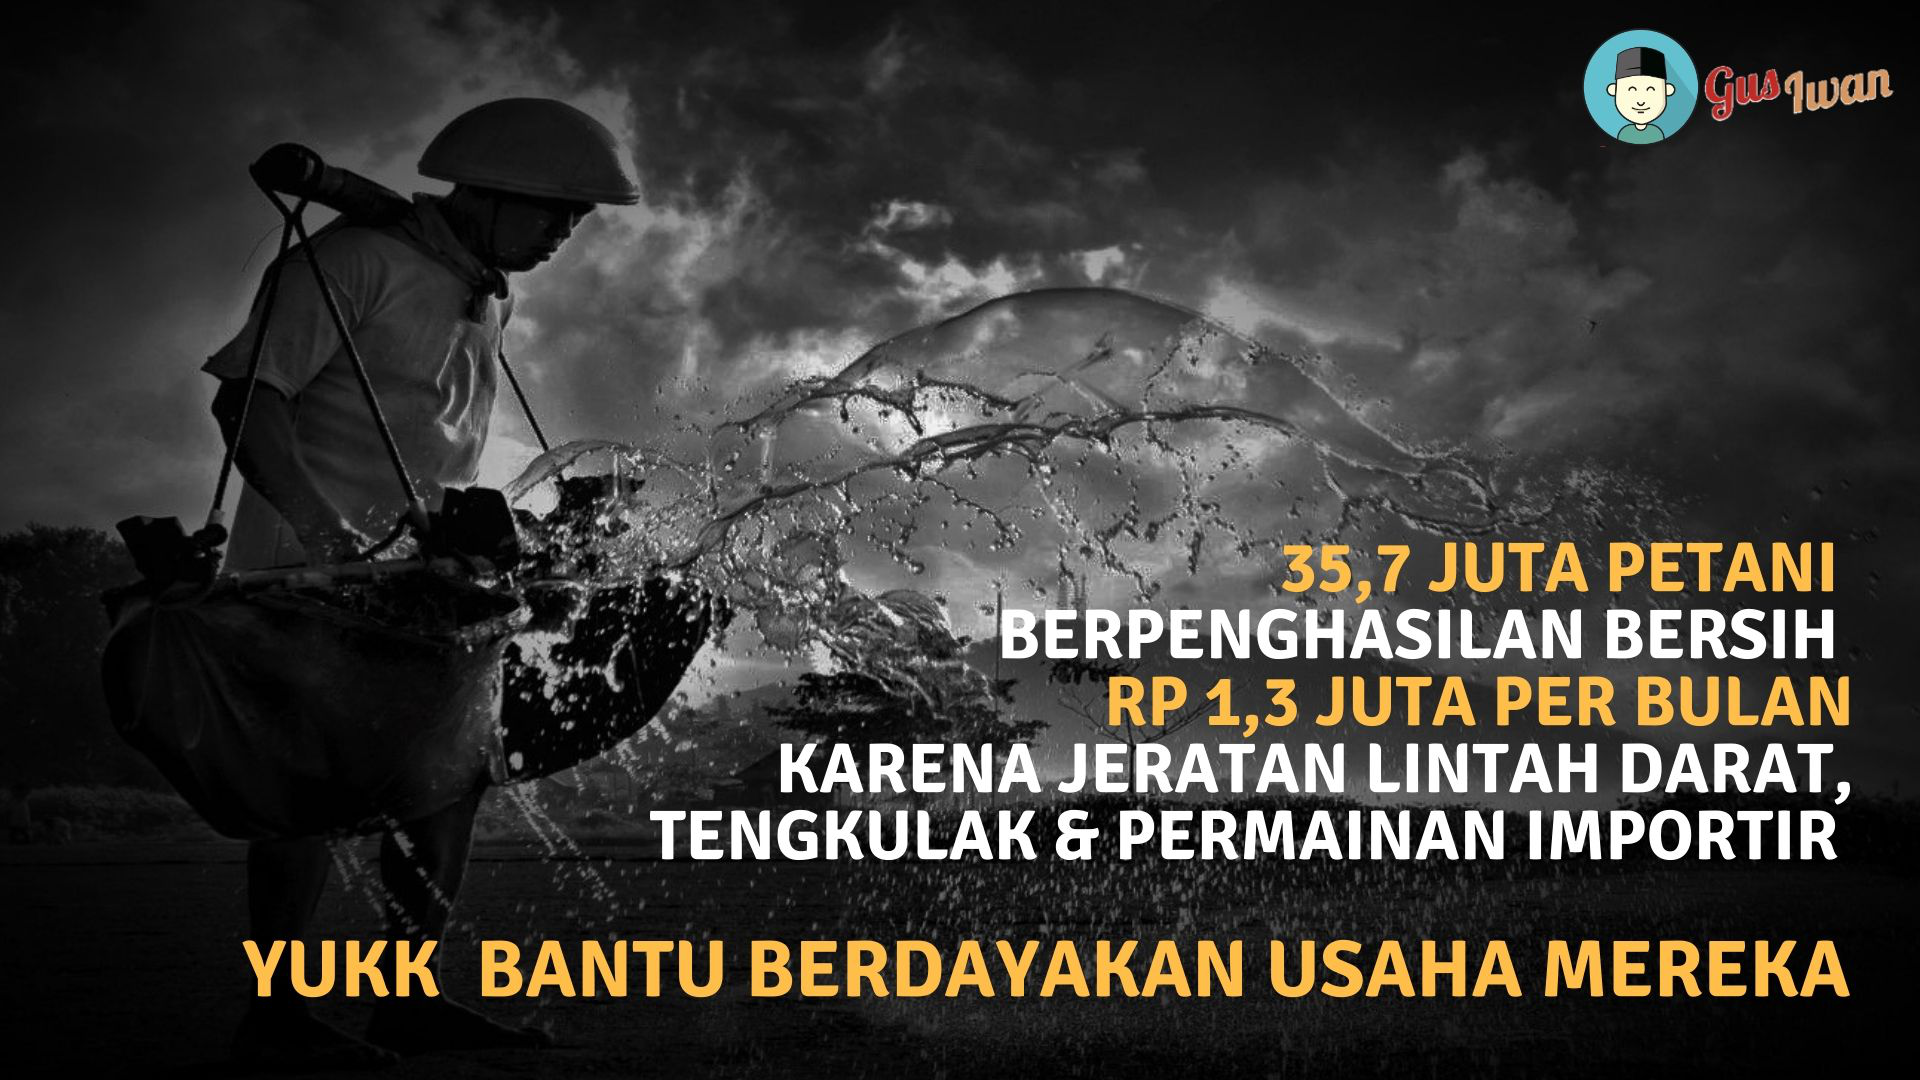 Gus Iwan
35,7 JUTA PETANI
BERPENGHASILAN BERSIH
RP 1,3 JUTA PER BULAN
KARENA JERATAN LINTAH DARAT,
TENGKULAK & PERMAINAN IMPORTIR
YUKK BANTU BERDAYAKAN USAHA MEREKA